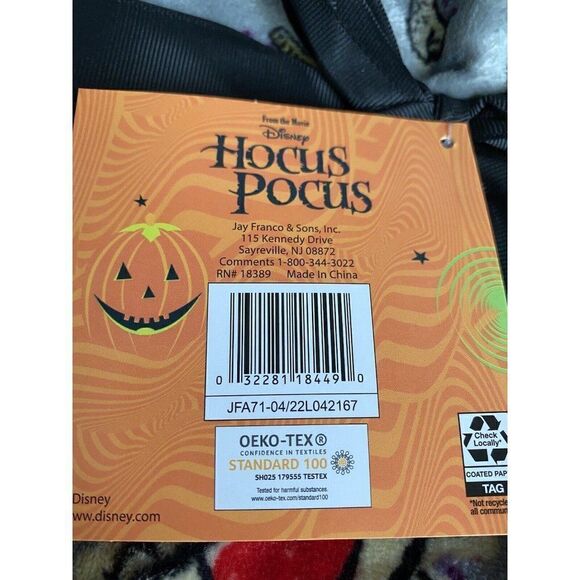 From the Movie
Disney
HOCUS
POCUS
Jay Franco & Sons, Inc.
115 Kennedy Drive
Sayreville, NJ 08872
Comments 1-800-344-3022
RN# 18389 Made in China
0 32281 18449 0
JFA71-04/22L042167
OEKO-TEX®
CONFIDENCE IN TEXTILES
STANDARD 100
SH025 179555 TESTEX
Tested for harmful substances.
www.oeko-tex.com/standard100
Check
Locally*
COATED PAP
TAG
*Not recycl
all commun
Disney
www.disney.com